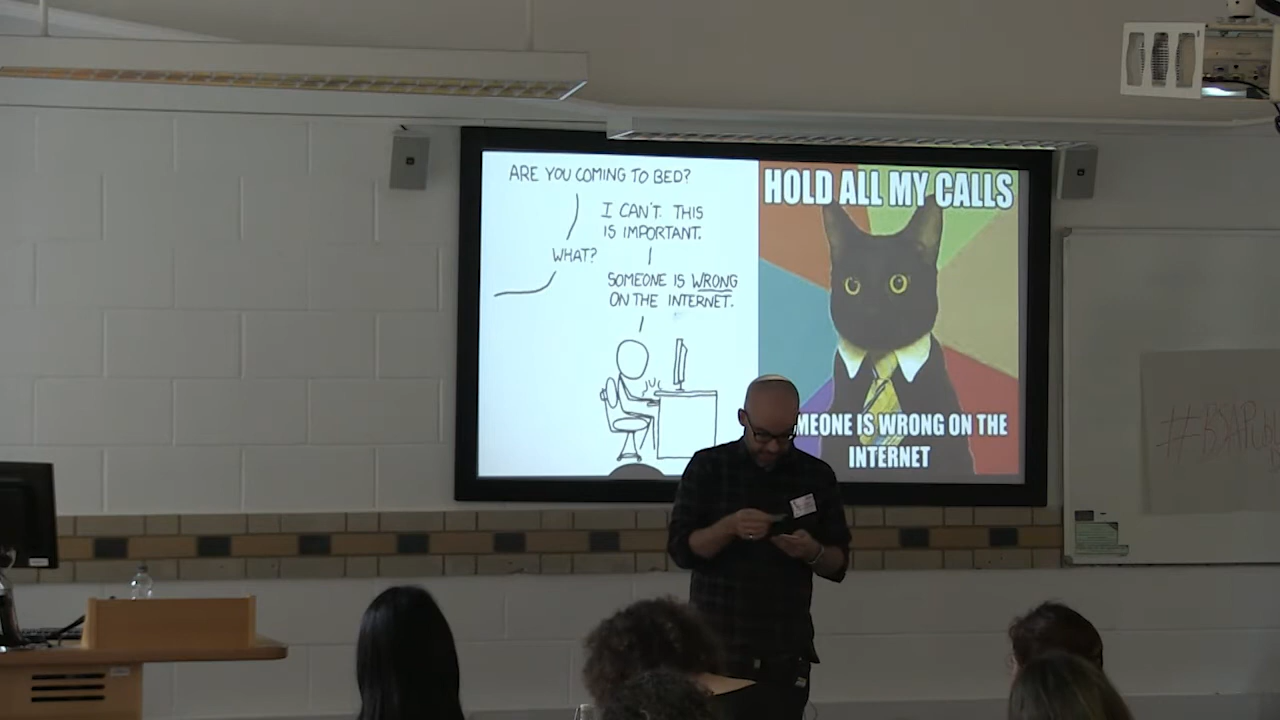 ARE YOU COMING TO BED?
I CAN'T. THIS
IS IMPORTANT.
WHAT?
SOMEONE IS WRONG
ON THE INTERNET.
HOLD ALL MY CALLS
MEONE IS WRONG ON THE
INTERNET